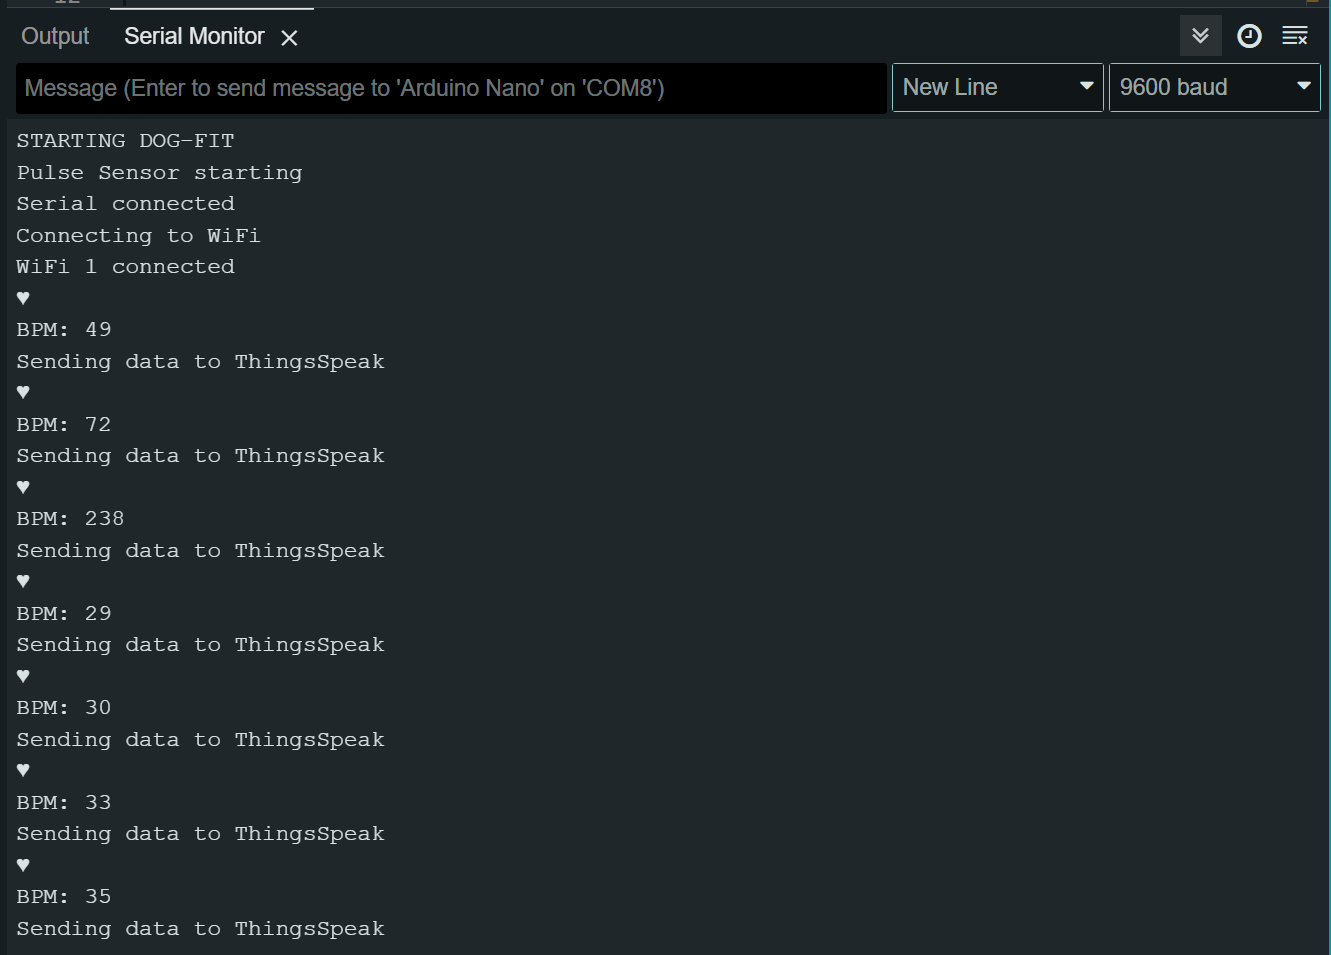 Output Serial Monitor
Message (Enter to send message to 'Arduino Nano' on 'COM8') New Line 9600 baud
STARTING DOG-FIT
Pulse Sensor starting
Serial connected
Connecting to WiFi
WiFi 1 connected
♥
BPM: 49
Sending data to ThingsSpeak
♥
BPM: 72
Sending data to ThingsSpeak
♥
BPM: 238
Sending data to ThingsSpeak
♥
BPM: 29
Sending data to ThingsSpeak
♥
BPM: 30
Sending data to ThingsSpeak
♥
BPM: 33
Sending data to ThingsSpeak
♥
BPM: 35
Sending data to ThingsSpeak